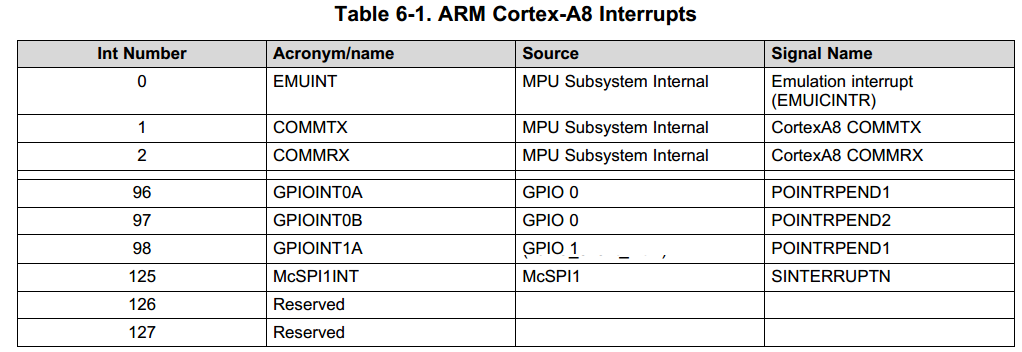 Table 6-1. ARM Cortex-A8 Interrupts
Int Number Acronym/name Source Signal Name
0 EMUINT MPU Subsystem Internal Emulation interrupt
(EMUICINTR)
1 COMMTX MPU Subsystem Internal CortexA8 COMMTX
2 COMMRX MPU Subsystem Internal CortexA8 COMMRX
96 GPIOINT0A GPIO 0 POINTRPEND1
97 GPIOINT0B GPIO 0 POINTRPEND2
98 GPIOINT1A GPIO 1 POINTRPEND1
125 McSPI1INT McSPI1 SINTERRUPTN
126 Reserved
127 Reserved